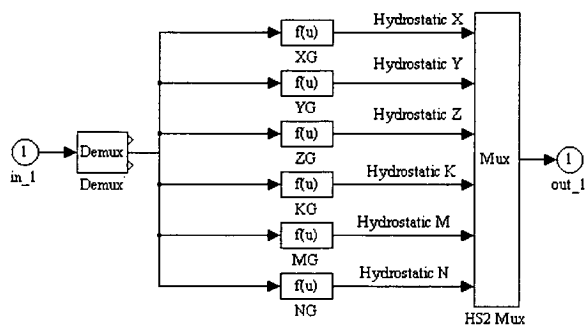 f(u)
XG
Hydrostatic X
f(u)
YG
Hydrostatic Y
f(u)
ZG
Hydrostatic Z
1
in_1
Demux
Demux
f(u)
KG
Hydrostatic K
f(u)
MG
Hydrostatic M
f(u)
NG
Hydrostatic N
Mux
HS2 Mux
1
out_1